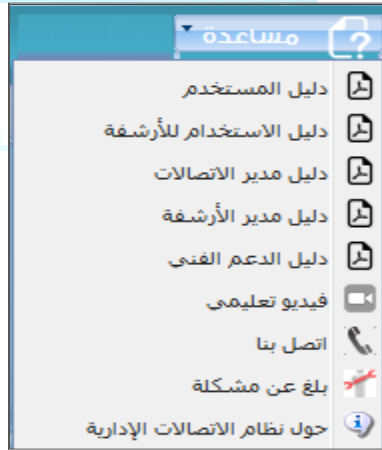 مساعدة
دليل المستخدم
دليل الاستخدام للأرشفة
دليل مدير الاتصالات
دليل مدير الأرشفة
دليل الدعم الفني
فيديو تعليمي
اتصل بنا
بلغ عن مشكلة
حول نظام الاتصالات الإدارية